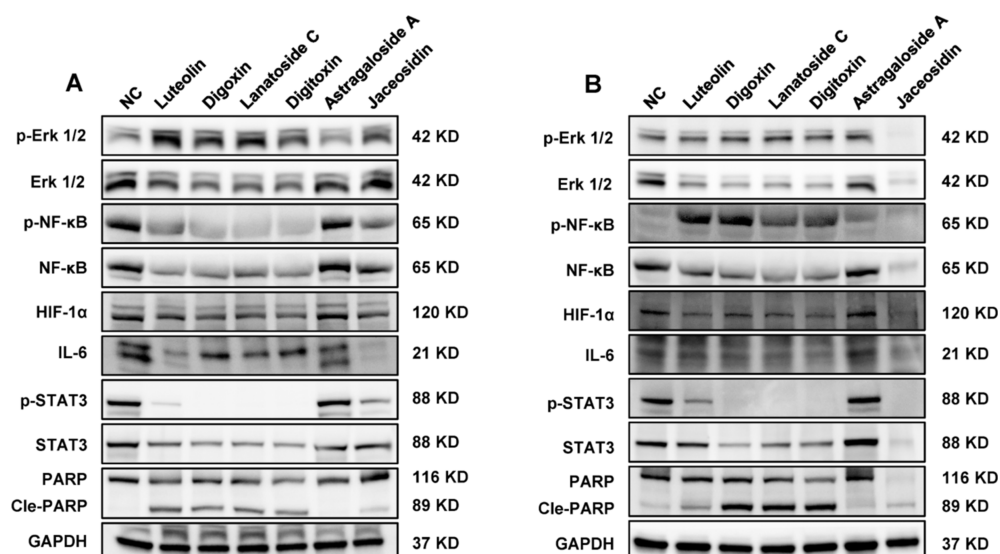 A
NC Luteolin Digoxin Lanatoside C Digitoxin Astragaloside A Jaceosidin
p-Erk 1/2 42 KD
Erk 1/2 42 KD
p-NF-κB 65 KD
NF-κB 65 KD
HIF-1α 120 KD
IL-6 21 KD
p-STAT3 88 KD
STAT3 88 KD
PARP 116 KD
Cle-PARP 89 KD
GAPDH 37 KD
B
NC Luteolin Digoxin Lanatoside C Digitoxin Astragaloside A Jaceosidin
p-Erk 1/2 42 KD
Erk 1/2 42 KD
p-NF-κB 65 KD
NF-κB 65 KD
HIF-1α 120 KD
IL-6 21 KD
p-STAT3 88 KD
STAT3 88 KD
PARP 116 KD
Cle-PARP 89 KD
GAPDH 37 KD